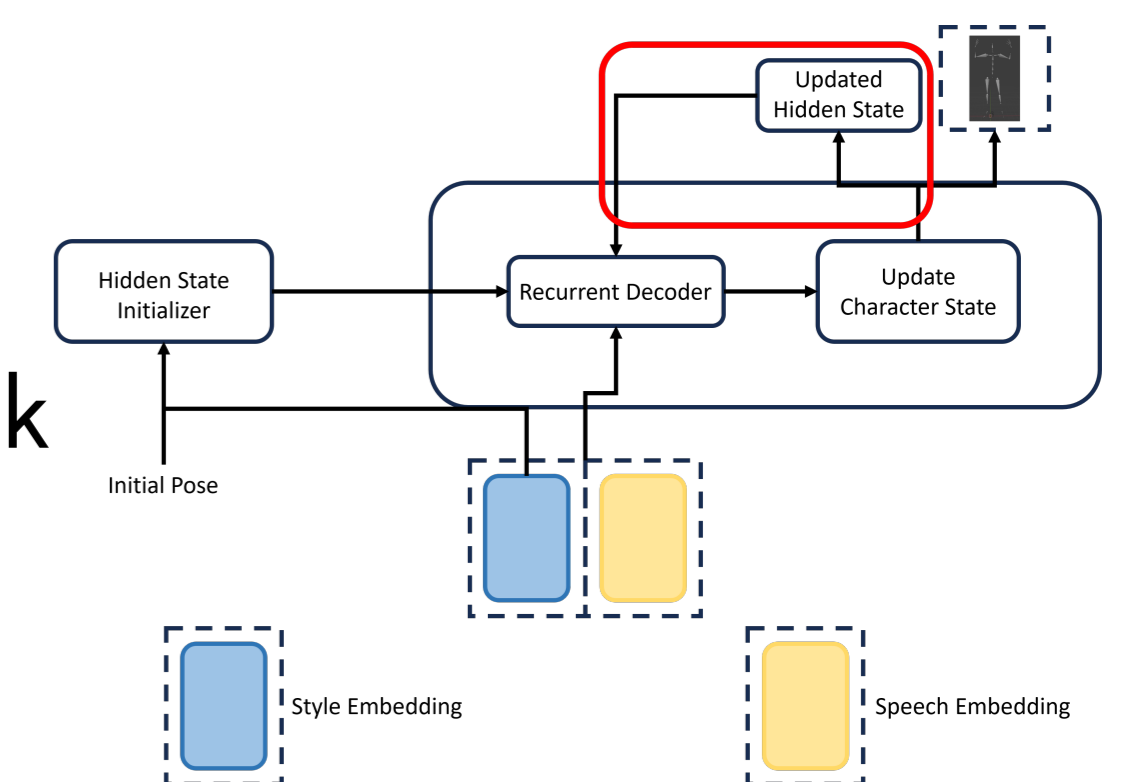 Updated
Hidden State
Hidden State
Initializer
Recurrent Decoder
Update
Character State
k
Initial Pose
Style Embedding
Speech Embedding